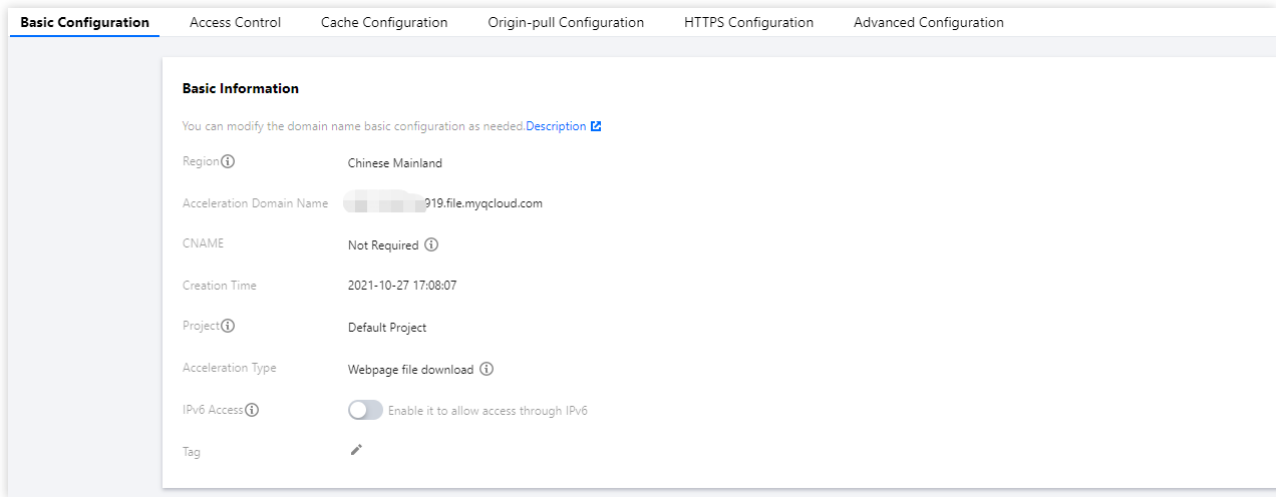 Basic Configuration Access Control Cache Configuration Origin-pull Configuration HTTPS Configuration Advanced Configuration
Basic Information
You can modify the domain name basic configuration as needed.Description
Region Chinese Mainland
Acceleration Domain Name 919.file.myqcloud.com
CNAME Not Required
Creation Time 2021-10-27 17:08:07
Project Default Project
Acceleration Type Webpage file download
IPv6 Access Enable it to allow access through IPv6
Tag